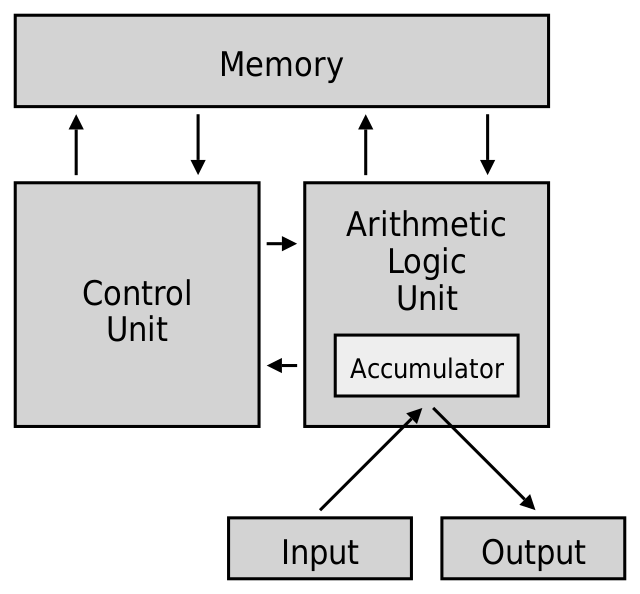 Memory
Control
Unit
Arithmetic
Logic
Unit
Accumulator
Input
Output